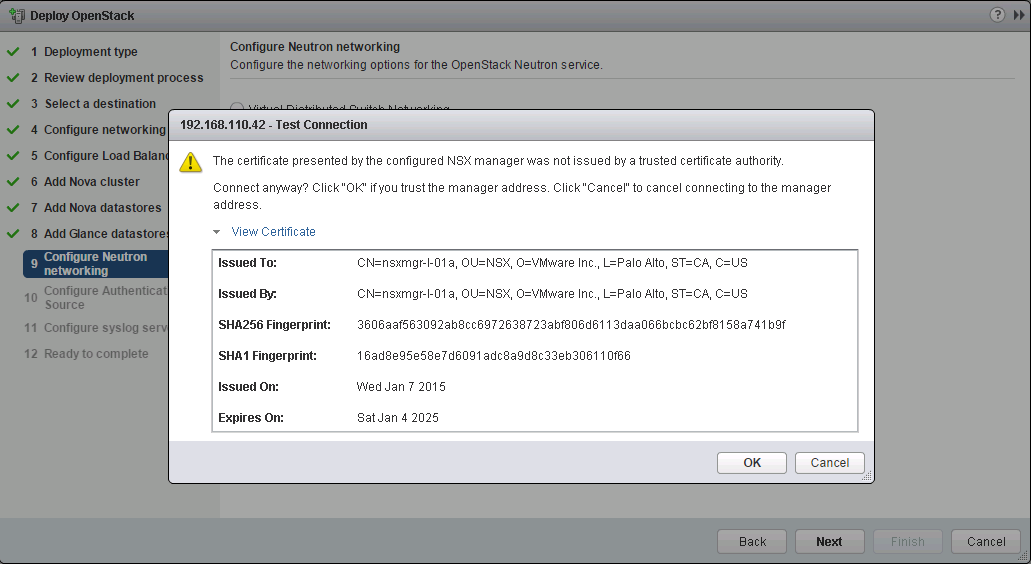 Deploy OpenStack
1 Deployment type
2 Review deployment process
3 Select a destination
4 Configure networking
5 Configure Load Balanc
6 Add Nova cluster
7 Add Nova datastores
8 Add Glance datastores
9 Configure Neutron
networking
10 Configure Authenticat
Source
11 Configure syslog serv
12 Ready to complete
Configure Neutron networking
Configure the networking options for the OpenStack Neutron service.
Virtual Distributed Switch Networking
192.168.110.42 - Test Connection
The certificate presented by the configured NSX manager was not issued by a trusted certificate authority.
Connect anyway? Click "OK" if you trust the manager address. Click "Cancel" to cancel connecting to the manager
address.
View Certificate
Issued To: CN=nsxmgr-l-01a, OU=NSX, O=VMware Inc., L=Palo Alto, ST=CA, C=US
Issued By: CN=nsxmgr-l-01a, OU=NSX, O=VMware Inc., L=Palo Alto, ST=CA, C=US
SHA256 Fingerprint: 3606aaf563092ab8cc6972638723abf806d6113daa066bcbc62bf8158a741b9f
SHA1 Fingerprint: 16ad8e95e58e7d6091adc8a9d8c33eb306110f66
Issued On: Wed Jan 7 2015
Expires On: Sat Jan 4 2025
OK Cancel
Back Next Finish Cancel